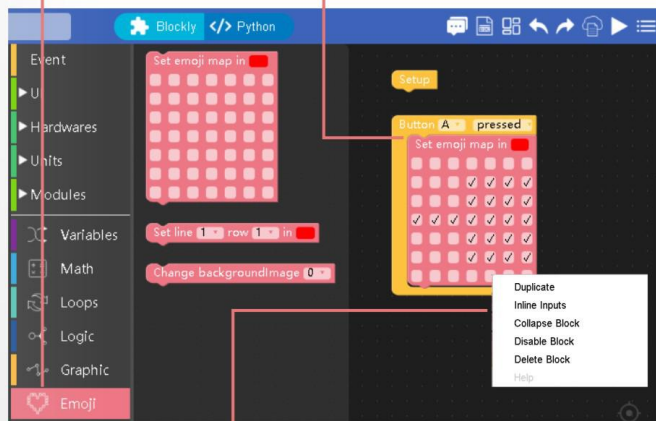 Blockly </> Python
Event
U
Hardwares
Units
Modules
Variables
Math
Loops
Logic
Graphic
Emoji
Set emoji map in
Set line 1 row 1 in
Change backgroundImage 0
Setup
Button A pressed
Set emoji map in
Duplicate
Inline Inputs
Collapse Block
Disable Block
Delete Block
Help